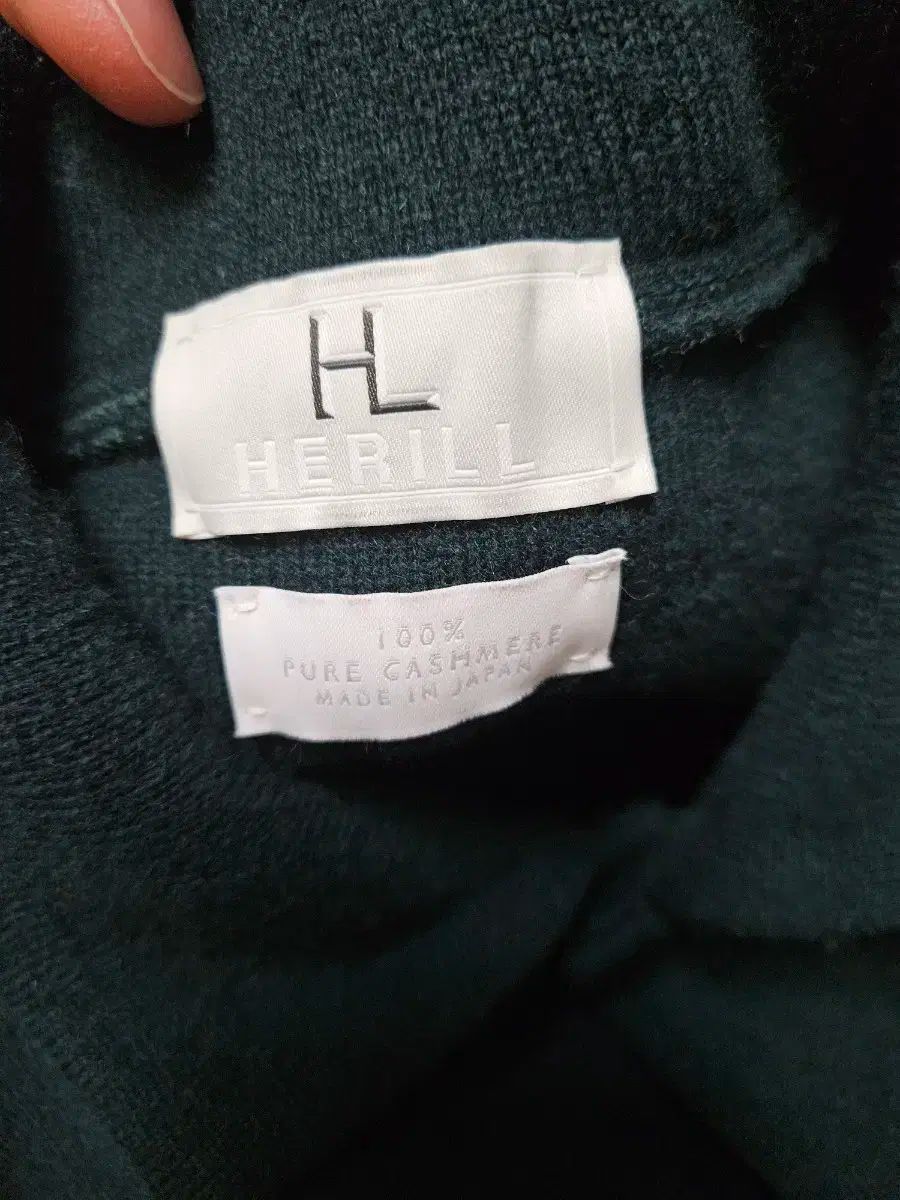 HL
HERILL
100%
PURE CASHMERE
MADE IN JAPAN